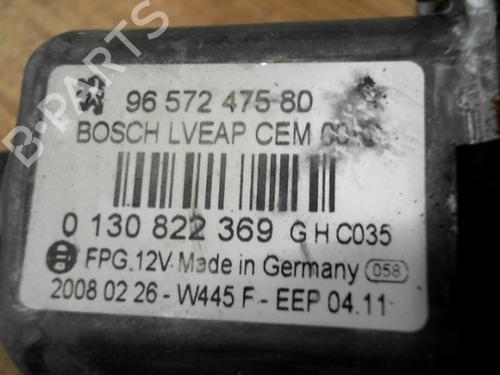 96 572 475 80
BOSCH LVEAP CEM
0 130 822 369 G H C035
FPG.12V. Made in Germany 058
2008 02 26 - W445 F - EEP 04.11
B-PARTS